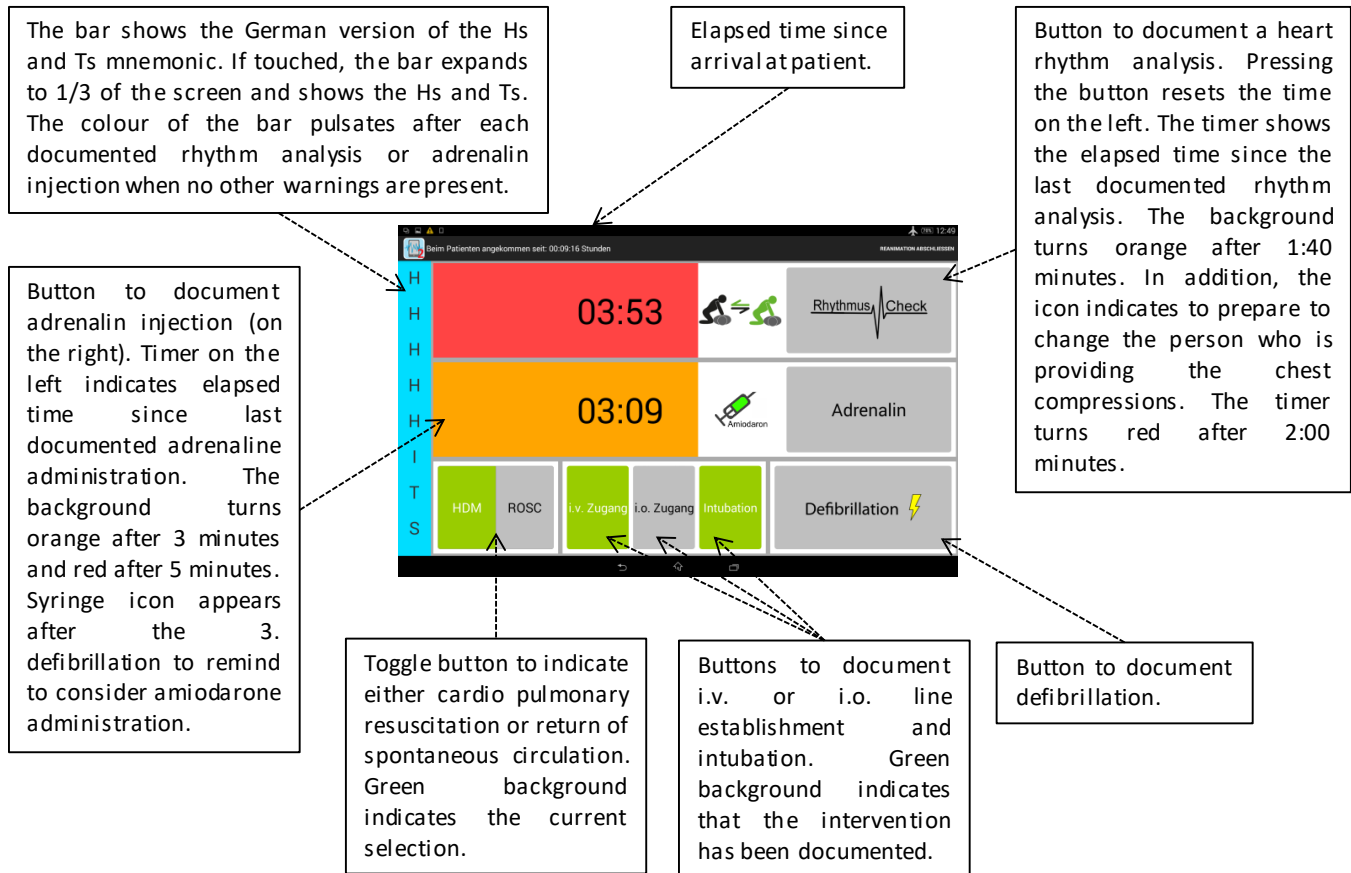 The bar shows the German version of the Hs
and Ts mnemonic. If touched, the bar expands
to 1/3 of the screen and shows the Hs and Ts.
The colour of the bar pulsates after each
documented rhythm analysis or adrenalin
injection when no other warnings are present.
Elapsed time since
arrival at patient.
Button to document a heart
rhythm analysis. Pressing
the button resets the time
on the left. The timer shows
the elapsed time since the
last documented rhythm
analysis. The background
turns orange after 1:40
minutes. In addition, the
icon indicates to prepare to
change the person who is
providing the chest
compressions. The timer
turns red after 2:00
minutes.
Button to document
adrenalin injection (on
the right). Timer on the
left indicates elapsed
time since last
documented adrenaline
administration. The
background turns
orange after 3 minutes
and red after 5 minutes.
Syringe icon appears
after the 3.
defibrillation to remind
to consider amiodarone
administration.
78% 12:49
Beim Patienten angekommen seit: 00:09:16 Stunden
REANIMATION ABSCHLIESSEN
H
H
H
H
H
I
T
S
03:53
Rhythmus Check
03:09
Amiodaron
Adrenalin
HDM
ROSC
i.v. Zugang
i.o. Zugang
Intubation
Defibrillation
Toggle button to indicate
either cardio pulmonary
resuscitation or return of
spontaneous circulation.
Green background
indicates the current
selection.
Buttons to document
i.v. or i.o. line
establishment and
intubation. Green
background indicates
that the intervention
has been documented.
Button to document
defibrillation.